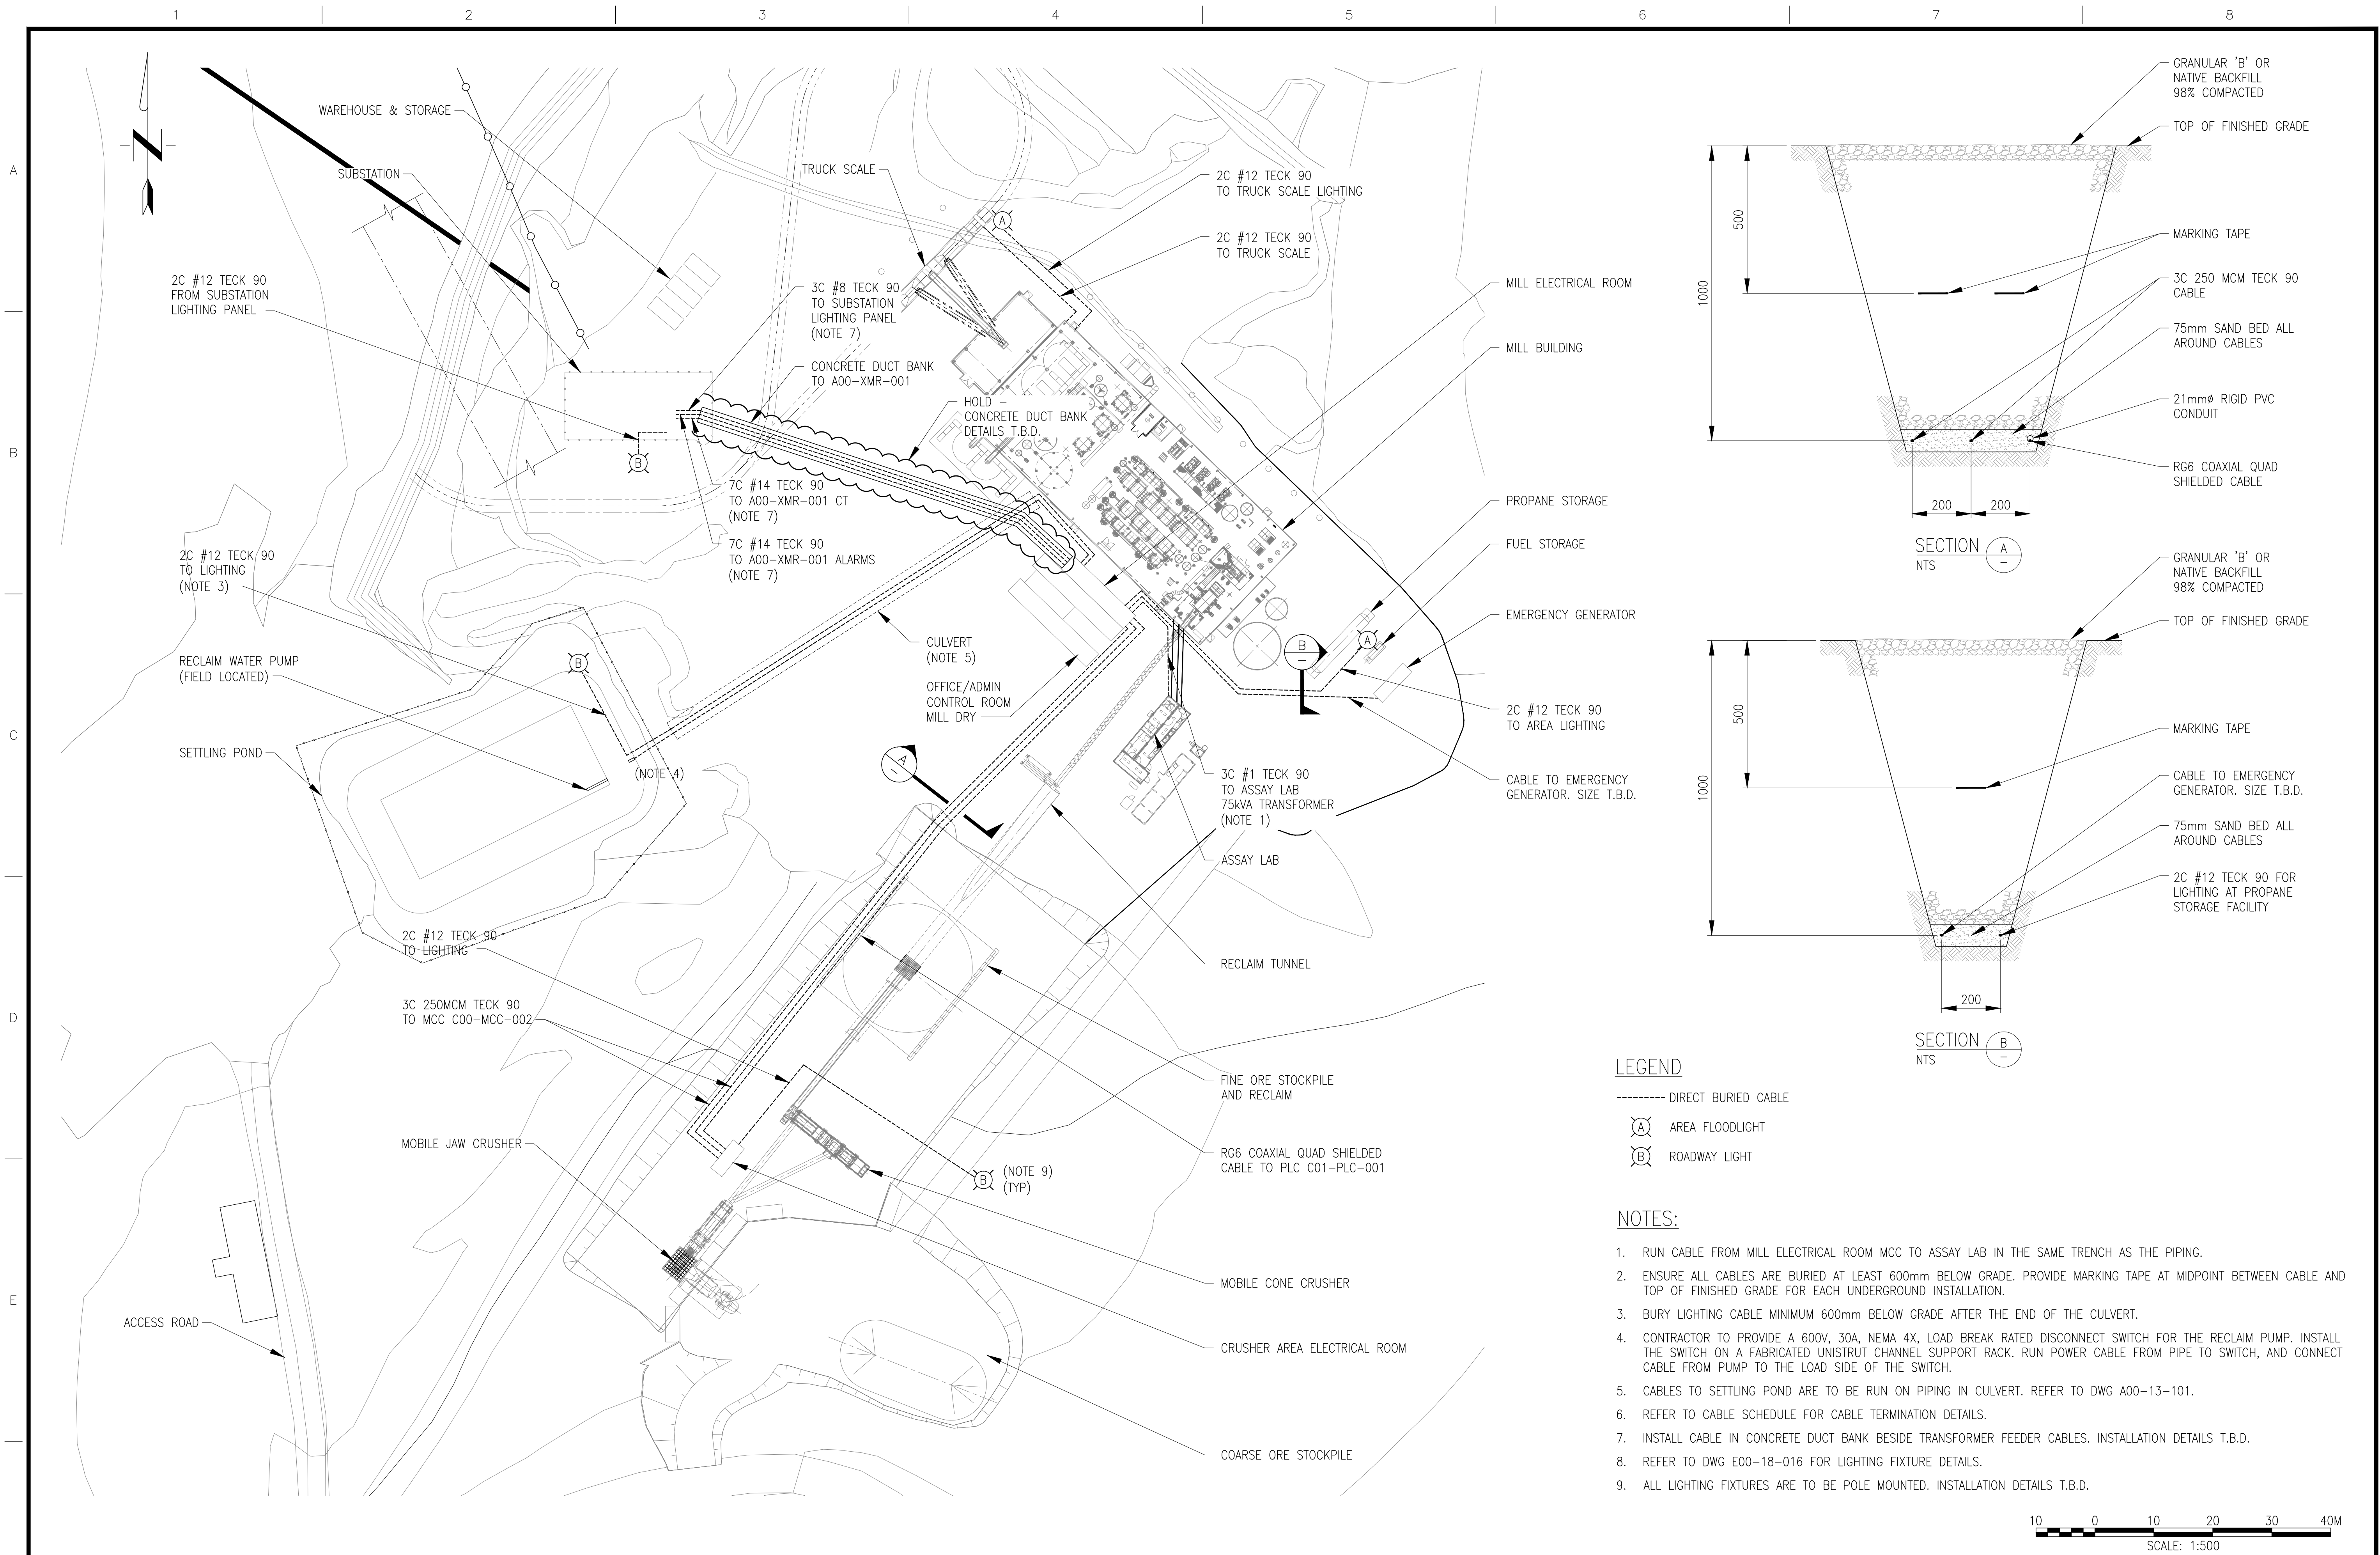 1 2 3 4 5 6 7 8
A
B
C
D
E
WAREHOUSE & STORAGE
SUBSTATION
2C #12 TECK 90
FROM SUBSTATION
LIGHTING PANEL
TRUCK SCALE
2C #12 TECK 90
TO TRUCK SCALE LIGHTING
2C #12 TECK 90
TO TRUCK SCALE
3C #8 TECK 90
TO SUBSTATION
LIGHTING PANEL
(NOTE 7)
CONCRETE DUCT BANK
TO A00-XMR-001
HOLD -
CONCRETE DUCT BANK
DETAILS T.B.D.
MILL ELECTRICAL ROOM
MILL BUILDING
A
B
7C #14 TECK 90
TO A00-XMR-001 CT
(NOTE 7)
7C #14 TECK 90
TO A00-XMR-001 ALARMS
(NOTE 7)
PROPANE STORAGE
FUEL STORAGE
EMERGENCY GENERATOR
2C #12 TECK 90
TO LIGHTING
(NOTE 3)
RECLAIM WATER PUMP
(FIELD LOCATED)
SETTLING POND
B
(NOTE 4)
CULVERT
(NOTE 5)
OFFICE/ADMIN
CONTROL ROOM
MILL DRY
B
-
A
A
-
2C #12 TECK 90
TO AREA LIGHTING
CABLE TO EMERGENCY
GENERATOR. SIZE T.B.D.
3C #1 TECK 90
TO ASSAY LAB
75kVA TRANSFORMER
(NOTE 1)
ASSAY LAB
2C #12 TECK 90
TO LIGHTING
3C 250MCM TECK 90
TO MCC C00-MCC-002
RECLAIM TUNNEL
FINE ORE STOCKPILE
AND RECLAIM
MOBILE JAW CRUSHER
RG6 COAXIAL QUAD SHIELDED
CABLE TO PLC C01-PLC-001
B
(NOTE 9)
(TYP)
MOBILE CONE CRUSHER
ACCESS ROAD
CRUSHER AREA ELECTRICAL ROOM
COARSE ORE STOCKPILE
GRANULAR 'B' OR
NATIVE BACKFILL
98% COMPACTED
TOP OF FINISHED GRADE
500
1000
MARKING TAPE
3C 250 MCM TECK 90
CABLE
75mm SAND BED ALL
AROUND CABLES
21mmø RIGID PVC
CONDUIT
RG6 COAXIAL QUAD
SHIELDED CABLE
200 200
SECTION A
NTS -
GRANULAR 'B' OR
NATIVE BACKFILL
98% COMPACTED
TOP OF FINISHED GRADE
500
1000
MARKING TAPE
CABLE TO EMERGENCY
GENERATOR. SIZE T.B.D.
75mm SAND BED ALL
AROUND CABLES
2C #12 TECK 90 FOR
LIGHTING AT PROPANE
STORAGE FACILITY
200
SECTION B
NTS -
LEGEND
DIRECT BURIED CABLE
A AREA FLOODLIGHT
B ROADWAY LIGHT
NOTES:
1. RUN CABLE FROM MILL ELECTRICAL ROOM MCC TO ASSAY LAB IN THE SAME TRENCH AS THE PIPING.
2. ENSURE ALL CABLES ARE BURIED AT LEAST 600mm BELOW GRADE. PROVIDE MARKING TAPE AT MIDPOINT BETWEEN CABLE AND
TOP OF FINISHED GRADE FOR EACH UNDERGROUND INSTALLATION.
3. BURY LIGHTING CABLE MINIMUM 600mm BELOW GRADE AFTER THE END OF THE CULVERT.
4. CONTRACTOR TO PROVIDE A 600V, 30A, NEMA 4X, LOAD BREAK RATED DISCONNECT SWITCH FOR THE RECLAIM PUMP. INSTALL
THE SWITCH ON A FABRICATED UNISTRUT CHANNEL SUPPORT RACK. RUN POWER CABLE FROM PIPE TO SWITCH, AND CONNECT
CABLE FROM PUMP TO THE LOAD SIDE OF THE SWITCH.
5. CABLES TO SETTLING POND ARE TO BE RUN ON PIPING IN CULVERT. REFER TO DWG A00-13-101.
6. REFER TO CABLE SCHEDULE FOR CABLE TERMINATION DETAILS.
7. INSTALL CABLE IN CONCRETE DUCT BANK BESIDE TRANSFORMER FEEDER CABLES. INSTALLATION DETAILS T.B.D.
8. REFER TO DWG E00-18-016 FOR LIGHTING FIXTURE DETAILS.
9. ALL LIGHTING FIXTURES ARE TO BE POLE MOUNTED. INSTALLATION DETAILS T.B.D.
10 0 10 20 30 40M
SCALE: 1:500